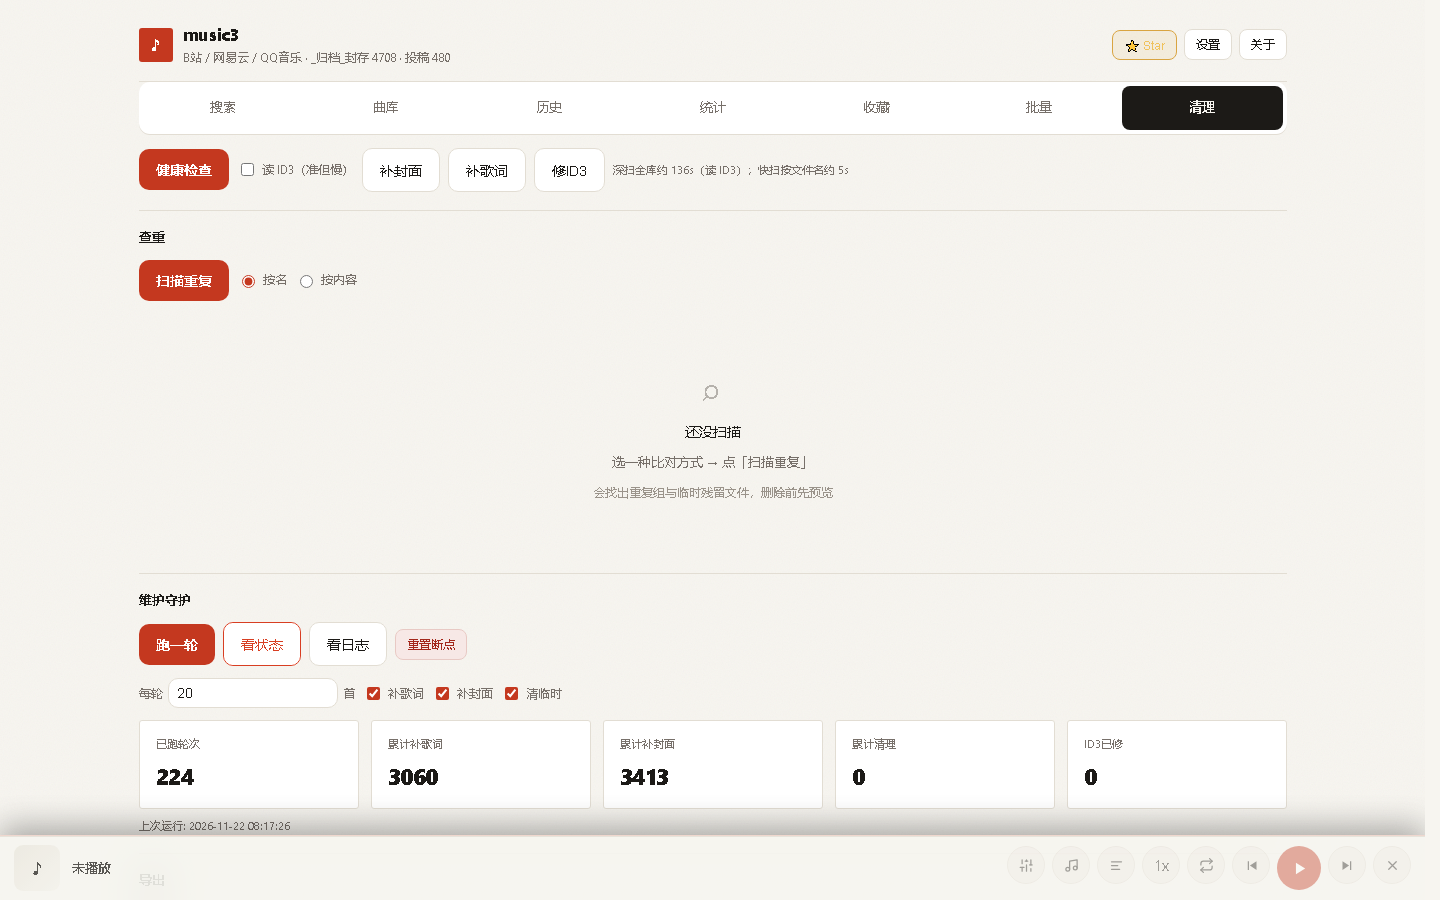 music3
B站 / 网易云 / QQ音乐 · _归档_封存 4708 · 投稿 480
Star 设置 关于
搜索 曲库 历史 统计 收藏 批量 清理
健康检查 读 ID3（准但慢） 补封面 补歌词 修ID3 深扫全库约 136s（读 ID3）；快扫按文件名约 5s
查重
扫描重复 按名 按内容
还没扫描
选一种比对方式 → 点「扫描重复」
会找出重复组与临时残留文件，删除前先预览
维护守护
跑一轮 看状态 看日志 重置断点
每轮 20 首 补歌词 补封面 清临时
已跑轮次 累计补歌词 累计补封面 累计清理 ID3已修
224 3060 3413 0 0
上次运行: 2026-11-22 08:17:26
未播放 1x